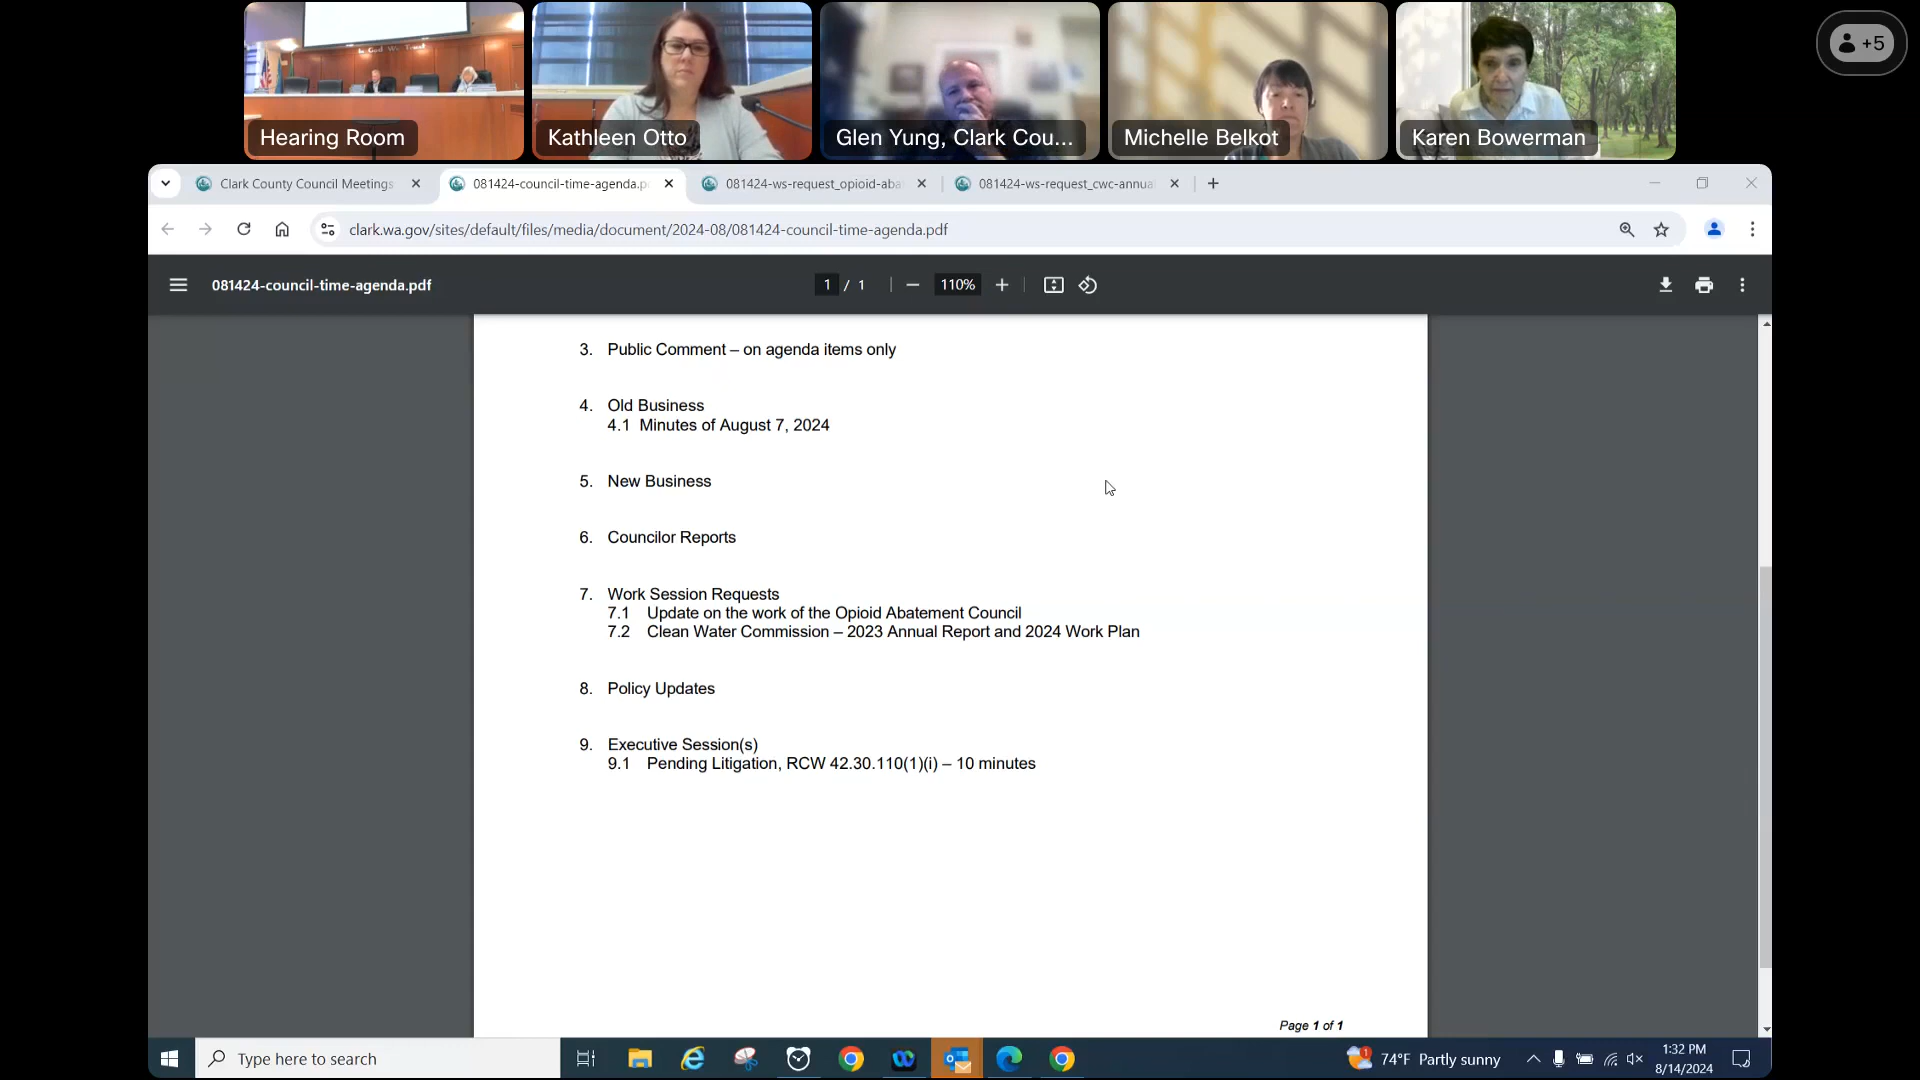 In God We Trust
Hearing Room
Kathleen Otto
Glen Yung, Clark Cou...
Michelle Belkot
Karen Bowerman
+5
Clark County Council Meetings
081424-council-time-agenda.p
081424-ws-request_opioid-aba
081424-ws-request_cwc-annua
clark.wa.gov/sites/default/files/media/document/2024-08/081424-council-time-agenda.pdf
081424-council-time-agenda.pdf
1 / 1
110%
3. Public Comment – on agenda items only
4. Old Business
4.1 Minutes of August 7, 2024
5. New Business
6. Councilor Reports
7. Work Session Requests
7.1 Update on the work of the Opioid Abatement Council
7.2 Clean Water Commission – 2023 Annual Report and 2024 Work Plan
8. Policy Updates
9. Executive Session(s)
9.1 Pending Litigation, RCW 42.30.110(1)(i) – 10 minutes
Page 1 of 1
Type here to search
1
74°F Partly sunny
1:32 PM
8/14/2024